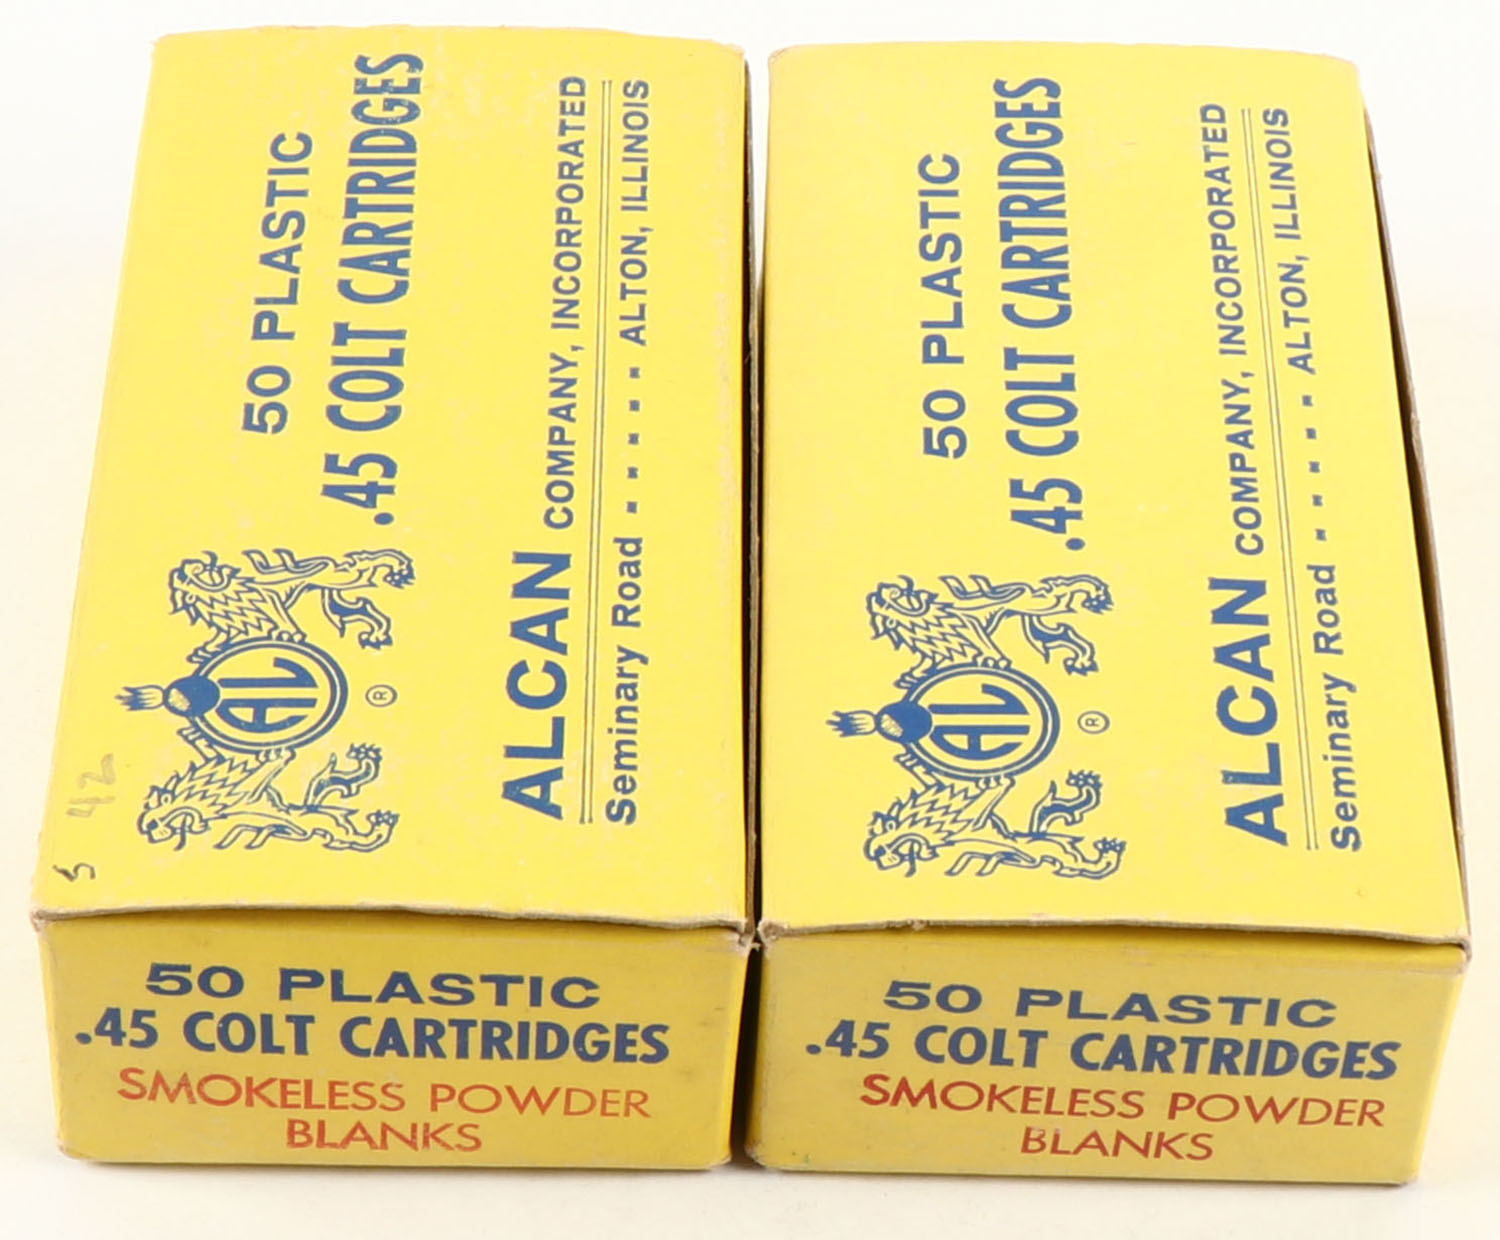 50 PLASTIC
.45 COLT CARTRIDGES
AL
®
ALCAN COMPANY, INCORPORATED
Seminary Road - - - - - ALTON, ILLINOIS
42
5
50 PLASTIC
.45 COLT CARTRIDGES
SMOKELESS POWDER
BLANKS
50 PLASTIC
.45 COLT CARTRIDGES
AL
®
ALCAN COMPANY, INCORPORATED
Seminary Road - - - - - ALTON, ILLINOIS
50 PLASTIC
.45 COLT CARTRIDGES
SMOKELESS POWDER
BLANKS